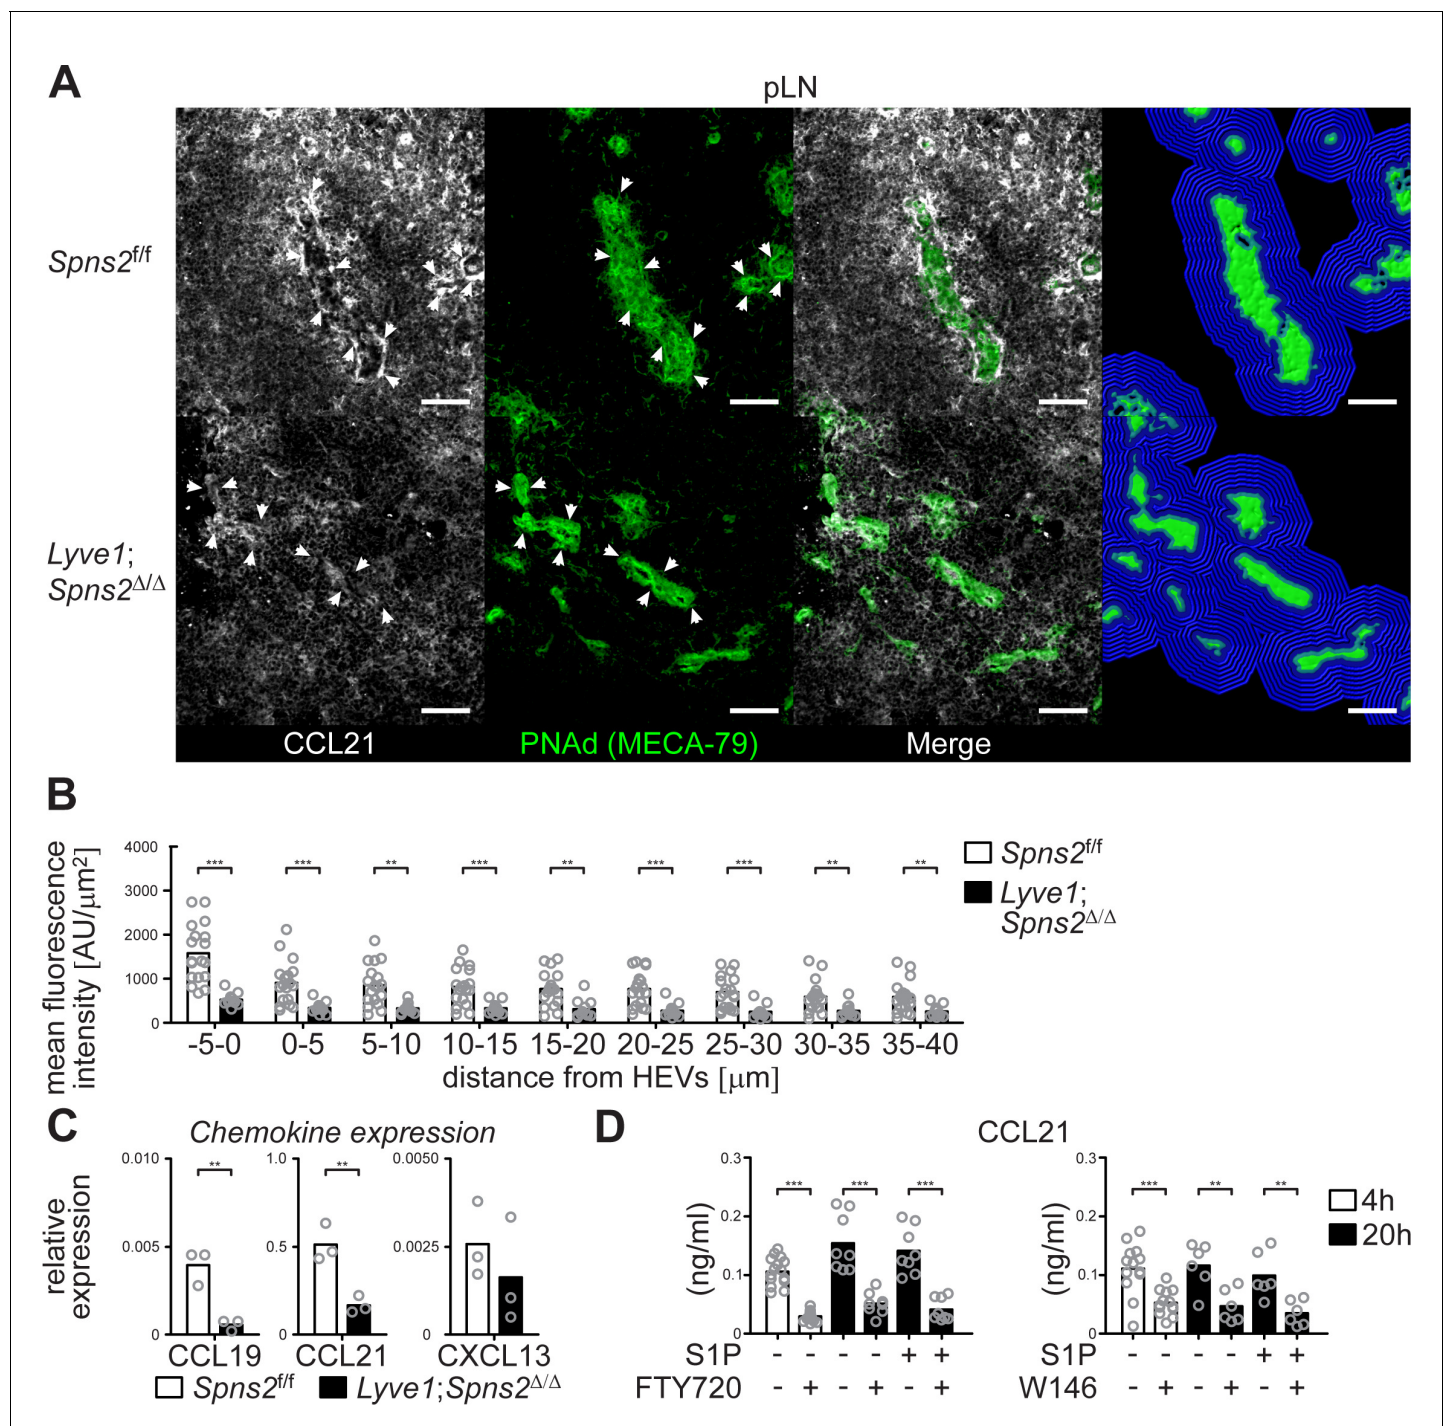 A
pLN
Spns2f/f
Lyve1;
Spns2Δ/Δ
CCL21
PNAd (MECA-79)
Merge
B
mean fluorescence
intensity [AU/μm2]
4000
3000
2000
1000
0
*** *** ** *** ** *** *** ** **
Spns2f/f
Lyve1;
Spns2Δ/Δ
-5-0 0-5 5-10 10-15 15-20 20-25 25-30 30-35 35-40
distance from HEVs [μm]
C
Chemokine expression
relative
expression
0.010
0.005
0
**
CCL19
1.0
0.5
0
**
CCL21
0.0050
0.0025
0
CXCL13
Spns2f/f
Lyve1;Spns2Δ/Δ
D
CCL21
(ng/ml)
0.3
0.2
0.1
0
*** *** ***
S1P - - - - + +
FTY720 - + - + - +
(ng/ml)
0.3
0.2
0.1
0
*** ** **
S1P - - - - + +
W146 - + - + - +
4h
20h